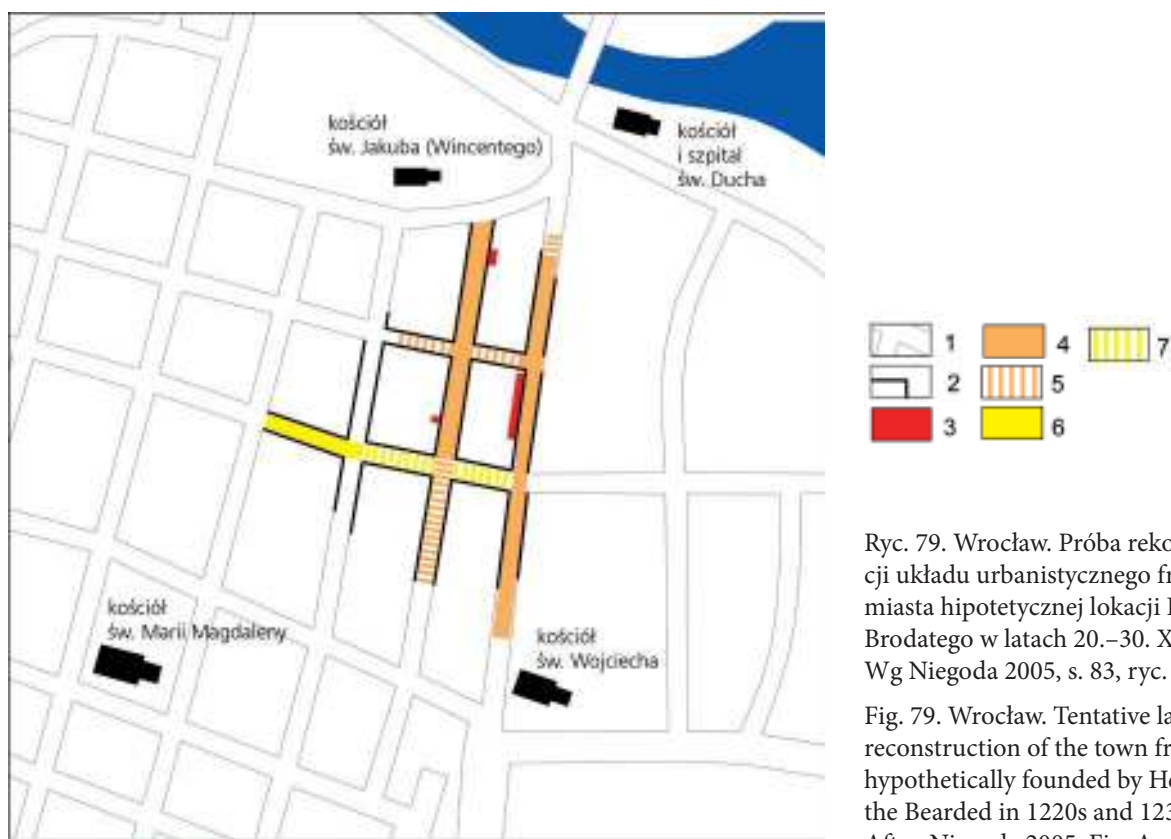 kościół
św. Jakuba (Wincentego)
kościół
i szpital
św. Ducha
kościół
św. Marii Magdaleny
kościół
św. Wojciecha
1
4
7
2
5
3
6
Ryc. 79. Wrocław. Próba reko
cji układu urbanistycznego fr
miasta hipotetycznej lokacji
Brodatego w latach 20.–30. X
Wg Niegoda 2005, s. 83, ryc.
Fig. 79. Wrocław. Tentative la
reconstruction of the town fr
hypothetically founded by He
the Bearded in 1220s and 123